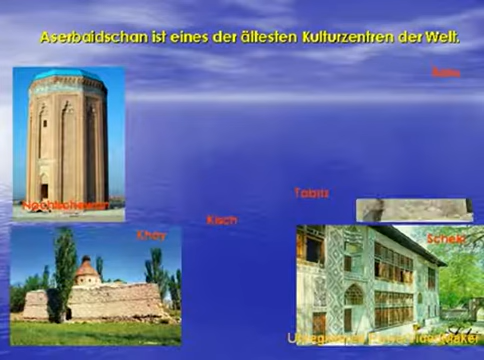 Aserbaidschan ist eines der ältesten Kulturzentren der Welt.
Baku
Nachitschewan
Täbris
Kisch
Khoy
Scheki